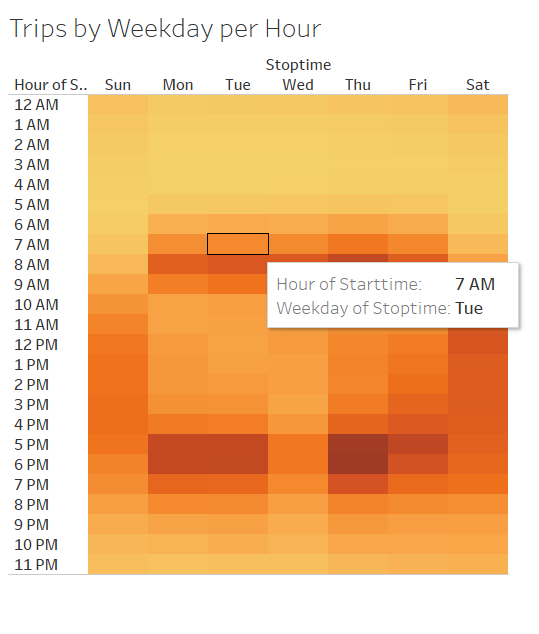 Trips by Weekday per Hour
Stoptime
Hour of S.. Sun Mon Tue Wed Thu Fri Sat
12 AM
1 AM
2 AM
3 AM
4 AM
5 AM
6 AM
7 AM
8 AM
Hour of Starttime: 7 AM
9 AM
Weekday of Stoptime: Tue
10 AM
11 AM
12 PM
1 PM
2 PM
3 PM
4 PM
5 PM
6 PM
7 PM
8 PM
9 PM
10 PM
11 PM